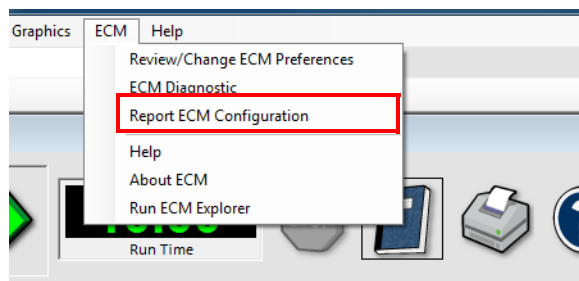 Graphics ECM Help
Review/Change ECM Preferences
ECM Diagnostic
Report ECM Configuration
Help
About ECM
Run ECM Explorer
Run Time